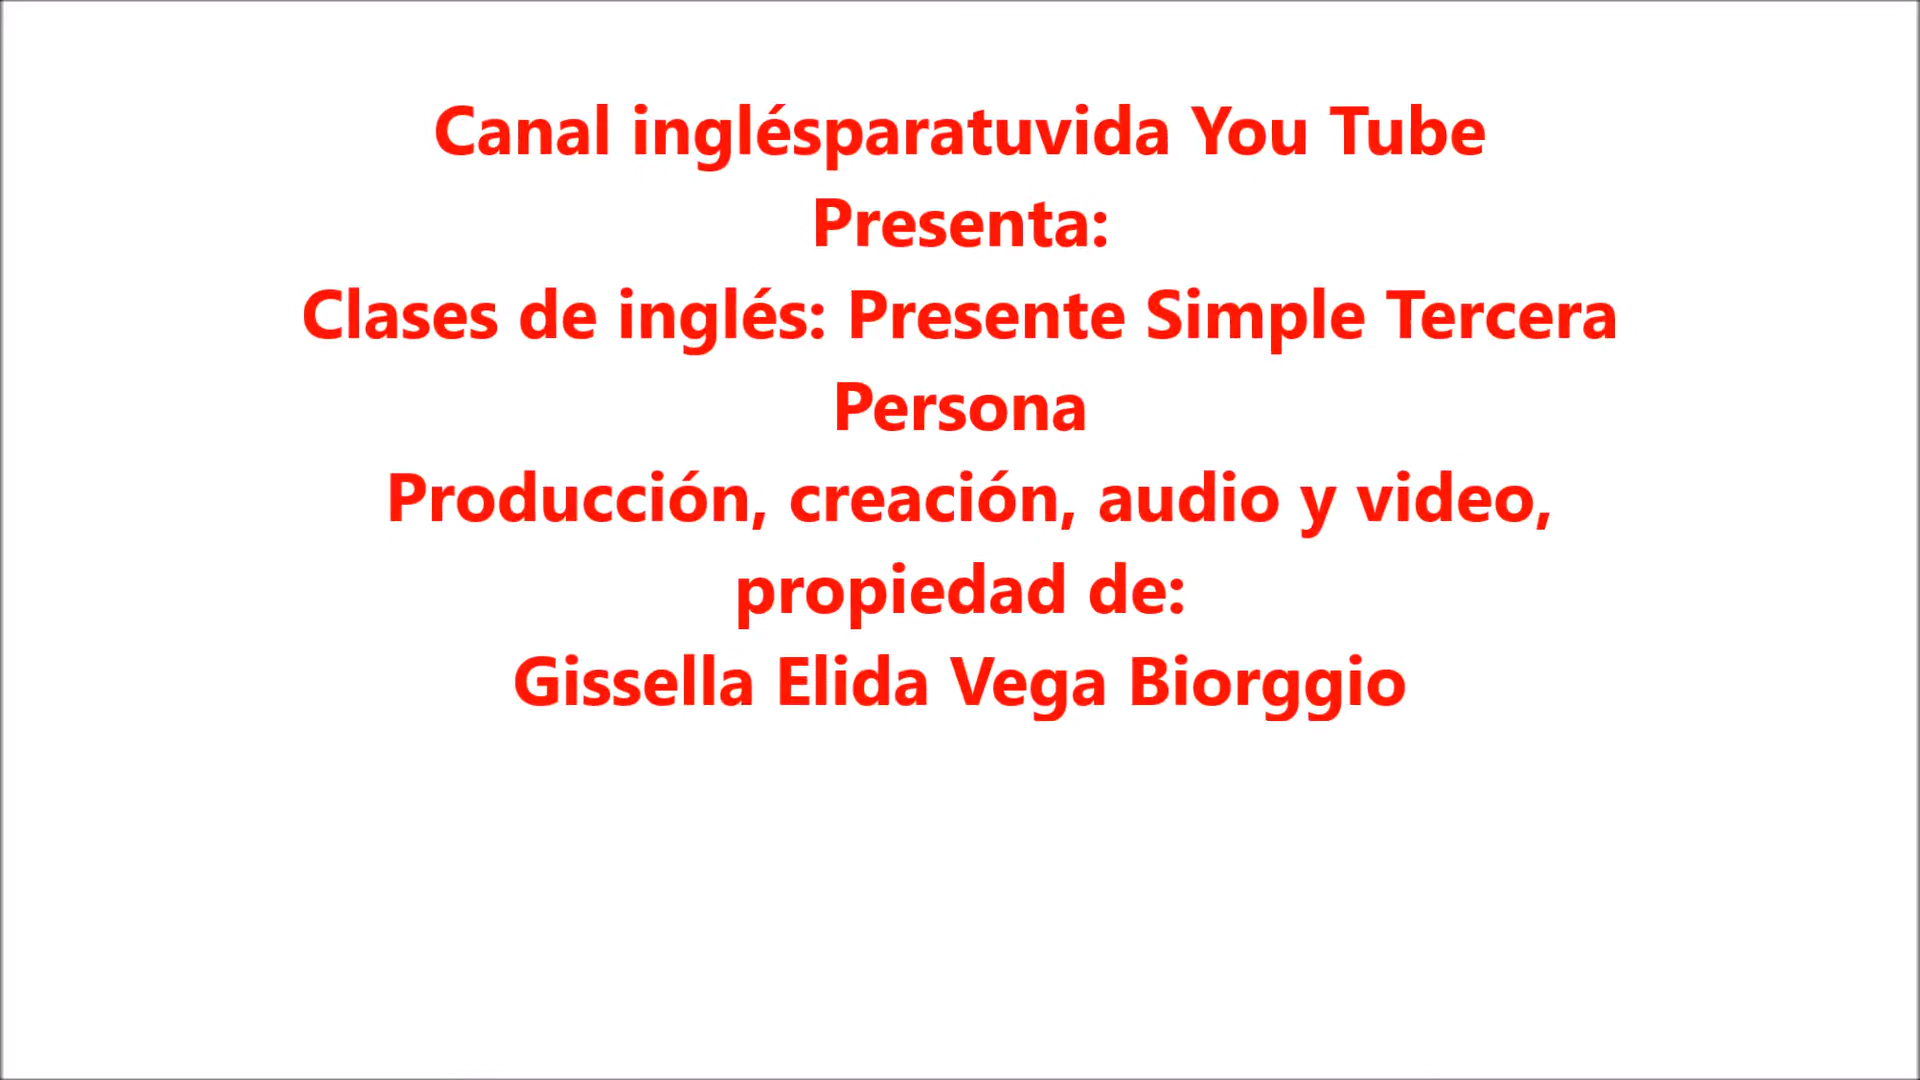 Canal inglésparatuvida You Tube
Presenta:
Clases de inglés: Presente Simple Tercera
Persona
Producción, creación, audio y video,
propiedad de:
Gissella Elida Vega Biorggio